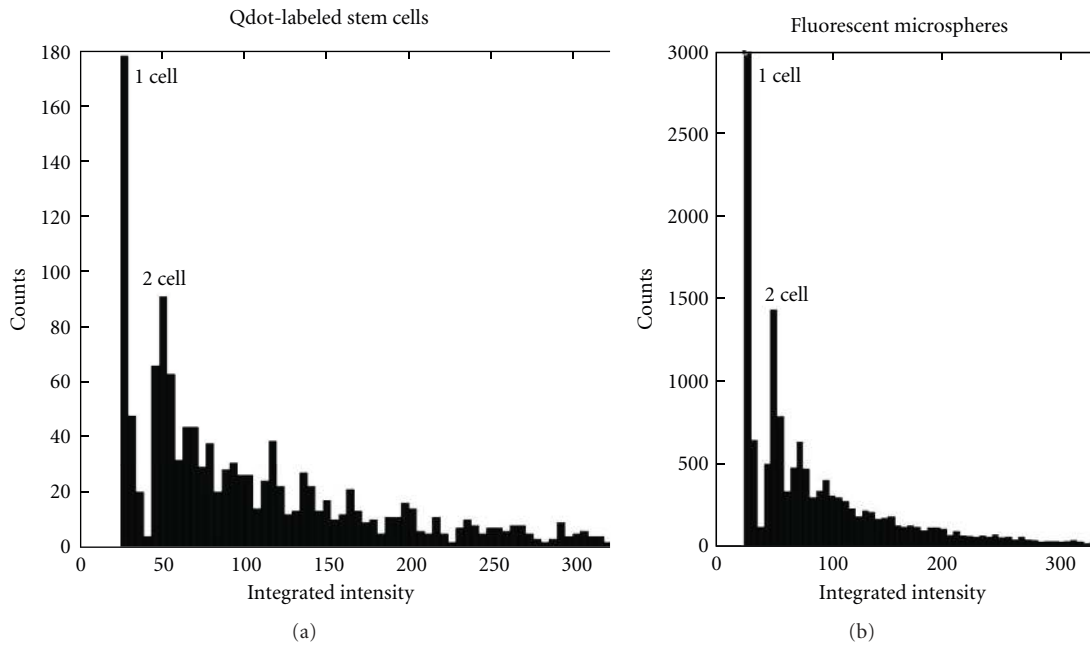 Qdot-labeled stem cells
180
160
140
120
100
80
60
40
20
0
Counts
1 cell
2 cell
0 50 100 150 200 250 300
Integrated intensity
(a)
Fluorescent microspheres
3000
2500
2000
1500
1000
500
0
Counts
1 cell
2 cell
0 100 200 300
Integrated intensity
(b)